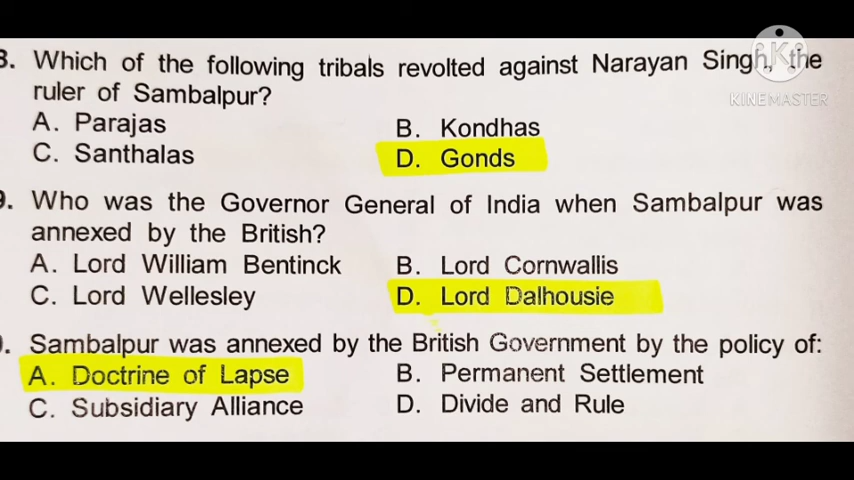 8. Which of the following tribals revolted against Narayan Singh, the
ruler of Sambalpur?
A. Parajas B. Kondhas
C. Santhalas D. Gonds
9. Who was the Governor General of India when Sambalpur was
annexed by the British?
A. Lord William Bentinck B. Lord Cornwallis
C. Lord Wellesley D. Lord Dalhousie
. Sambalpur was annexed by the British Government by the policy of:
A. Doctrine of Lapse B. Permanent Settlement
C. Subsidiary Alliance D. Divide and Rule
K
KINEMASTER